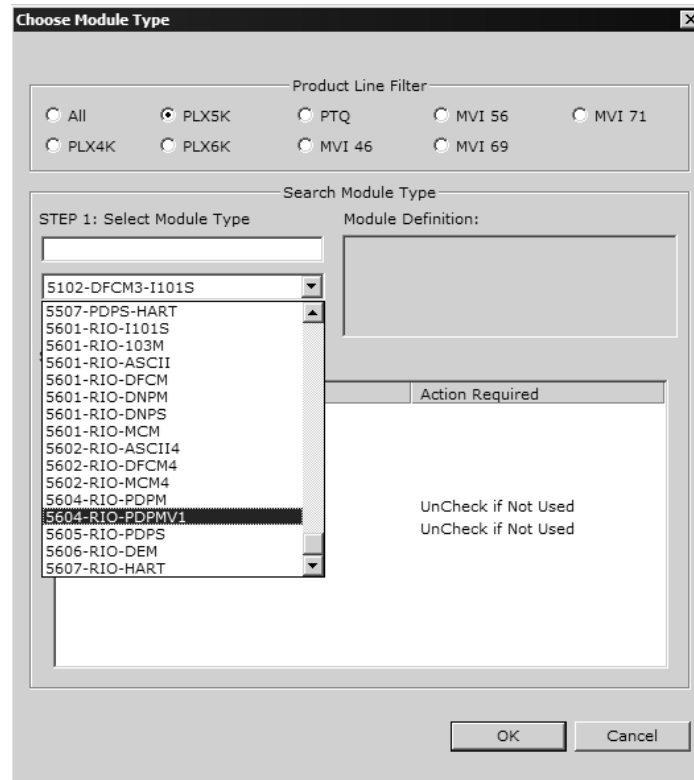 Choose Module Type
Product Line Filter
All
PLX5K
PTQ
MVI 56
MVI 71
PLX4K
PLX6K
MVI 46
MVI 69
Search Module Type
STEP 1: Select Module Type
Module Definition:
5102-DFCM3-I101S
5507-PDPS-HART
5601-RIO-I101S
5601-RIO-103M
5601-RIO-ASCII
5601-RIO-DFCM
5601-RIO-DNPM
5601-RIO-DNPS
5601-RIO-MCM
5602-RIO-ASCII4
5602-RIO-DFCM4
5602-RIO-MCM4
5604-RIO-PDPM
5604-RIO-PDPMV1
5605-RIO-PDPS
5606-RIO-DEM
5607-RIO-HART
Action Required
UnCheck if Not Used
UnCheck if Not Used
OK
Cancel